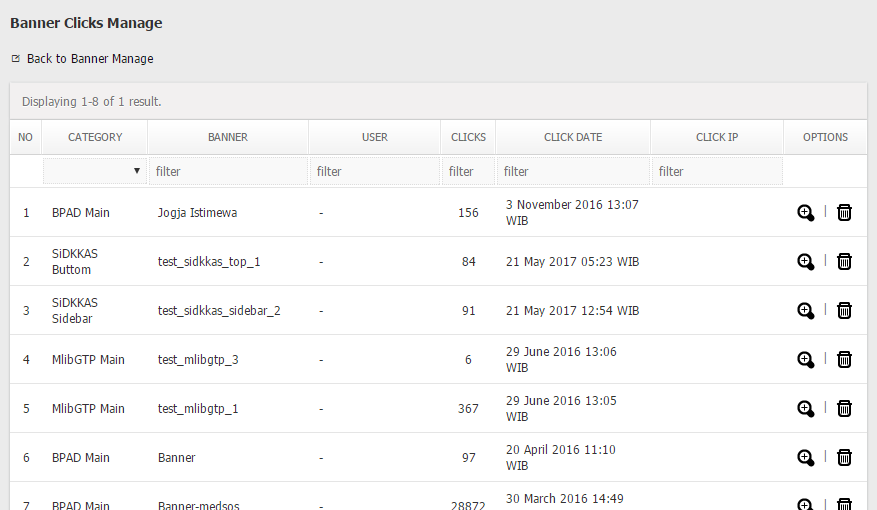 Banner Clicks Manage
Back to Banner Manage
Displaying 1-8 of 1 result.
NO CATEGORY BANNER USER CLICKS CLICK DATE CLICK IP OPTIONS
filter filter filter filter filter
1 BPAD Main Jogja Istimewa - 156 3 November 2016 13:07 WIB |
2 SiDKKAS Buttom test_sidkkas_top_1 - 84 21 May 2017 05:23 WIB |
3 SiDKKAS Sidebar test_sidkkas_sidebar_2 - 91 21 May 2017 12:54 WIB |
4 MlibGTP Main test_mlibgtp_3 - 6 29 June 2016 13:06 WIB |
5 MlibGTP Main test_mlibgtp_1 - 367 29 June 2016 13:05 WIB |
6 BPAD Main Banner - 97 20 April 2016 11:10 WIB |
7 BPAD Main Banner-medsos - 28872 30 March 2016 14:49 |